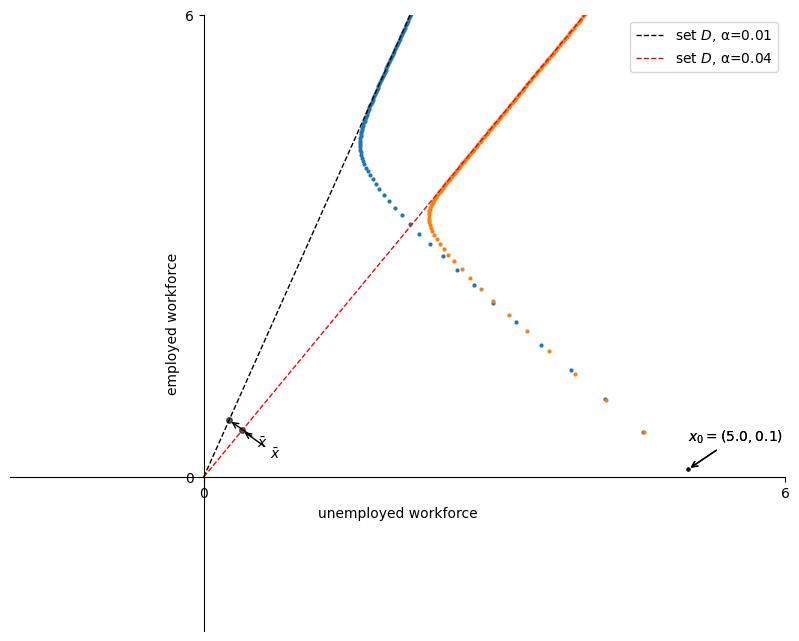 6
set D, α=0.01
set D, α=0.04
employed workforce
x₀ = (5.0, 0.1)
x̄
x̄
0
0
6
unemployed workforce